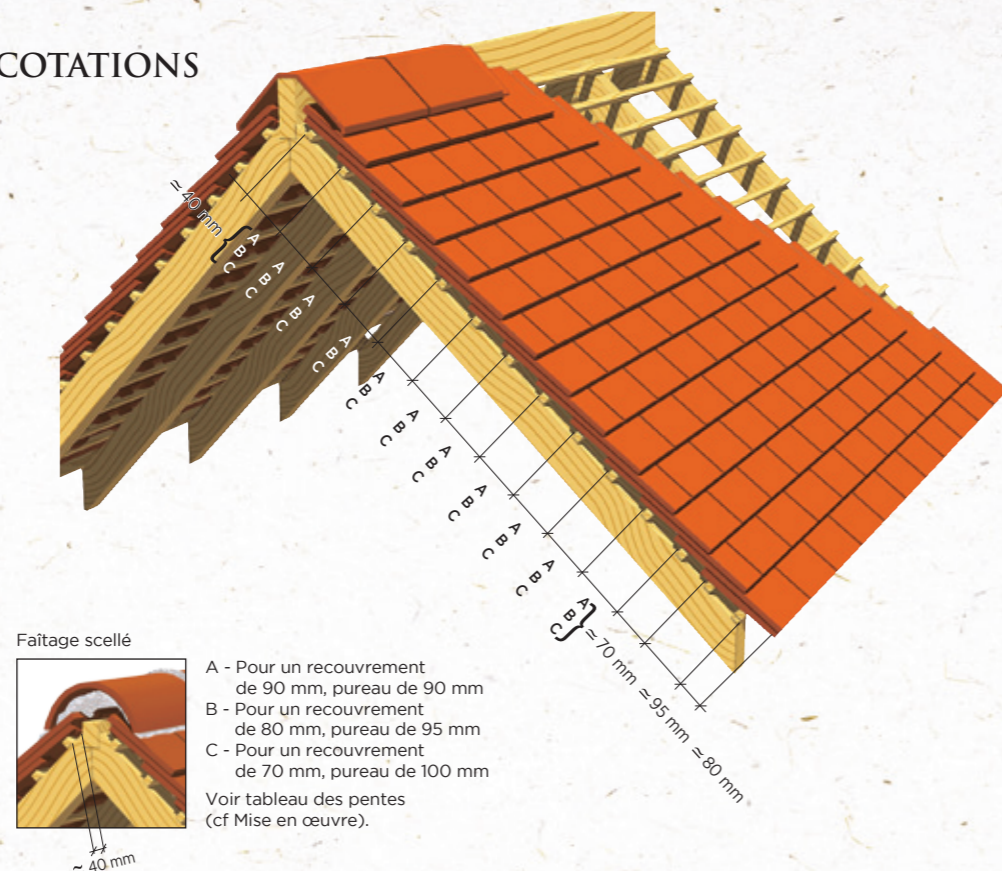 COTATIONS
≃ 40 mm
A B C
A B C
A B C
A B C
A B C
A B C
A B C
A B C
A B C
A B C
A B C
≃ 70 mm ≃ 95 mm ≃ 80 mm
Faîtage scellé
~ 40 mm
A - Pour un recouvrement
de 90 mm, pureau de 90 mm
B - Pour un recouvrement
de 80 mm, pureau de 95 mm
C - Pour un recouvrement
de 70 mm, pureau de 100 mm
Voir tableau des pentes
(cf Mise en œuvre).